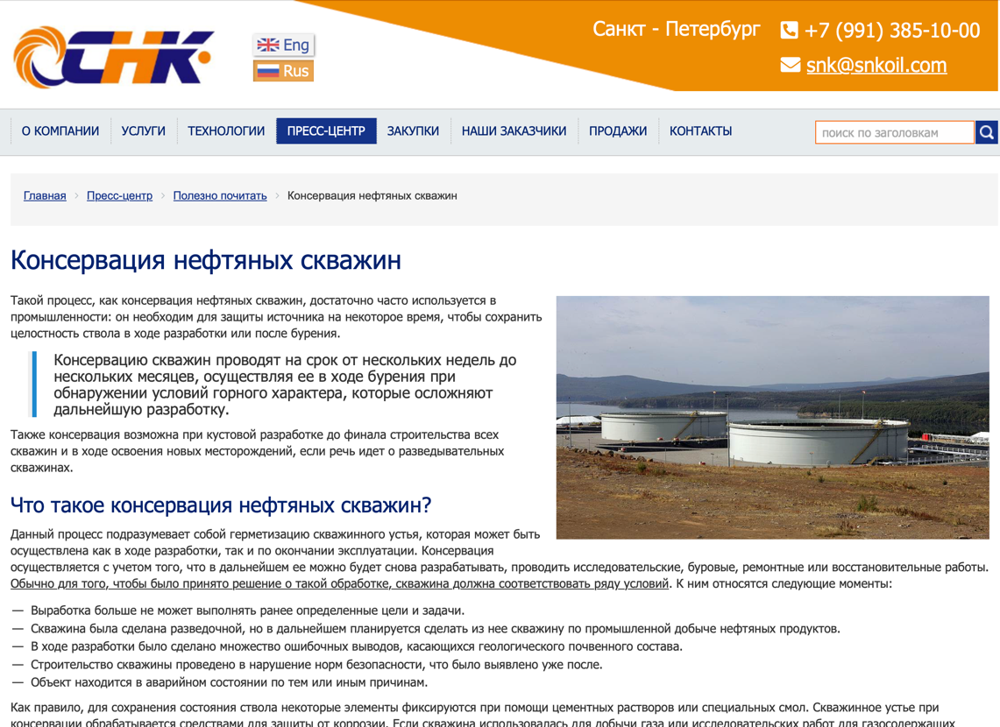 СНК
Eng
Rus
Санкт - Петербург
+7 (991) 385-10-00
snk@snkoil.com
О КОМПАНИИ
УСЛУГИ
ТЕХНОЛОГИИ
ПРЕСС-ЦЕНТР
ЗАКУПКИ
НАШИ ЗАКАЗЧИКИ
ПРОДАЖИ
КОНТАКТЫ
поиск по заголовкам
Главная > Пресс-центр > Полезно почитать > Консервация нефтяных скважин
Консервация нефтяных скважин
Такой процесс, как консервация нефтяных скважин, достаточно часто используется в
промышленности: он необходим для защиты источника на некоторое время, чтобы сохранить
целостность ствола в ходе разработки или после бурения.
Консервацию скважин проводят на срок от нескольких недель до
нескольких месяцев, осуществляя ее в ходе бурения при
обнаружении условий горного характера, которые осложняют
дальнейшую разработку.
Также консервация возможна при кустовой разработке до финала строительства всех
скважин и в ходе освоения новых месторождений, если речь идет о разведывательных
скважинах.
Что такое консервация нефтяных скважин?
Данный процесс подразумевает собой герметизацию скважинного устья, которая может быть
осуществлена как в ходе разработки, так и по окончании эксплуатации. Консервация
осуществляется с учетом того, что в дальнейшем ее можно будет снова разрабатывать, проводить исследовательские, буровые, ремонтные или восстановительные работы.
Обычно для того, чтобы было принято решение о такой обработке, скважина должна соответствовать ряду условий. К ним относятся следующие моменты:
— Выработка больше не может выполнять ранее определенные цели и задачи.
— Скважина была сделана разведочной, но в дальнейшем планируется сделать из нее скважину по промышленной добыче нефтяных продуктов.
— В ходе разработки было сделано множество ошибочных выводов, касающихся геологического почвенного состава.
— Строительство скважины проведено в нарушение норм безопасности, что было выявлено уже после.
— Объект находится в аварийном состоянии по тем или иным причинам.
Как правило, для сохранения состояния ствола некоторые элементы фиксируются при помощи цементных растворов или специальных смол. Скважинное устье при
консервации обрабатывается средствами для защиты от коррозии. Если скважина использовалась для добычи газа или исследовательских работ для газосодержащих